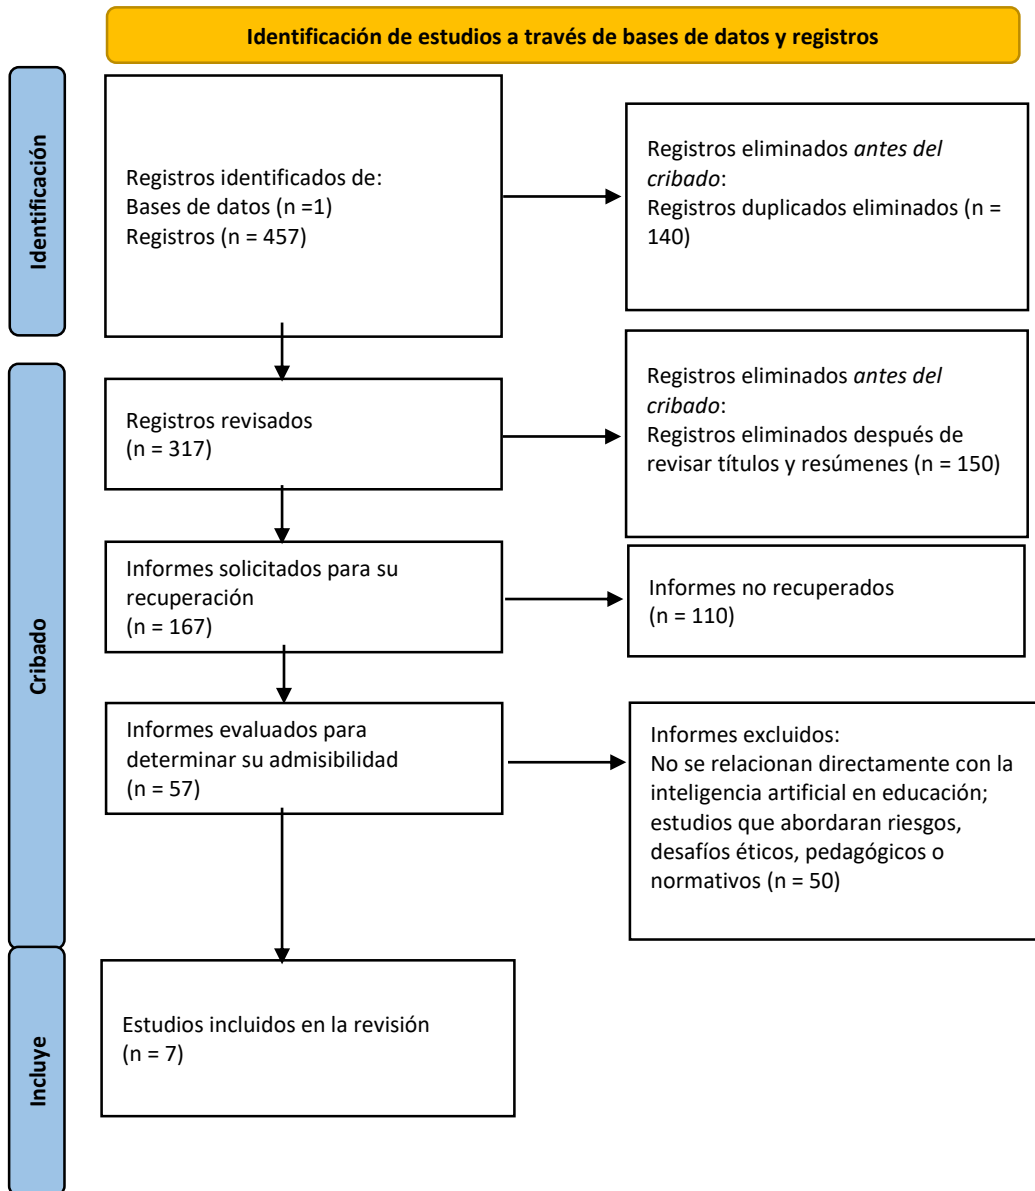 Identificación de estudios a través de bases de datos y registros
Identificación
Registros identificados de:
Bases de datos (n =1)
Registros (n = 457)
Registros eliminados antes del
cribado:
Registros duplicados eliminados (n =
140)
Cribado
Registros revisados
(n = 317)
Registros eliminados antes del
cribado:
Registros eliminados después de
revisar títulos y resúmenes (n = 150)
Informes solicitados para su
recuperación
(n = 167)
Informes no recuperados
(n = 110)
Informes evaluados para
determinar su admisibilidad
(n = 57)
Informes excluidos:
No se relacionan directamente con la
inteligencia artificial en educación;
estudios que abordaran riesgos,
desafíos éticos, pedagógicos o
normativos (n = 50)
Incluye
Estudios incluidos en la revisión
(n = 7)